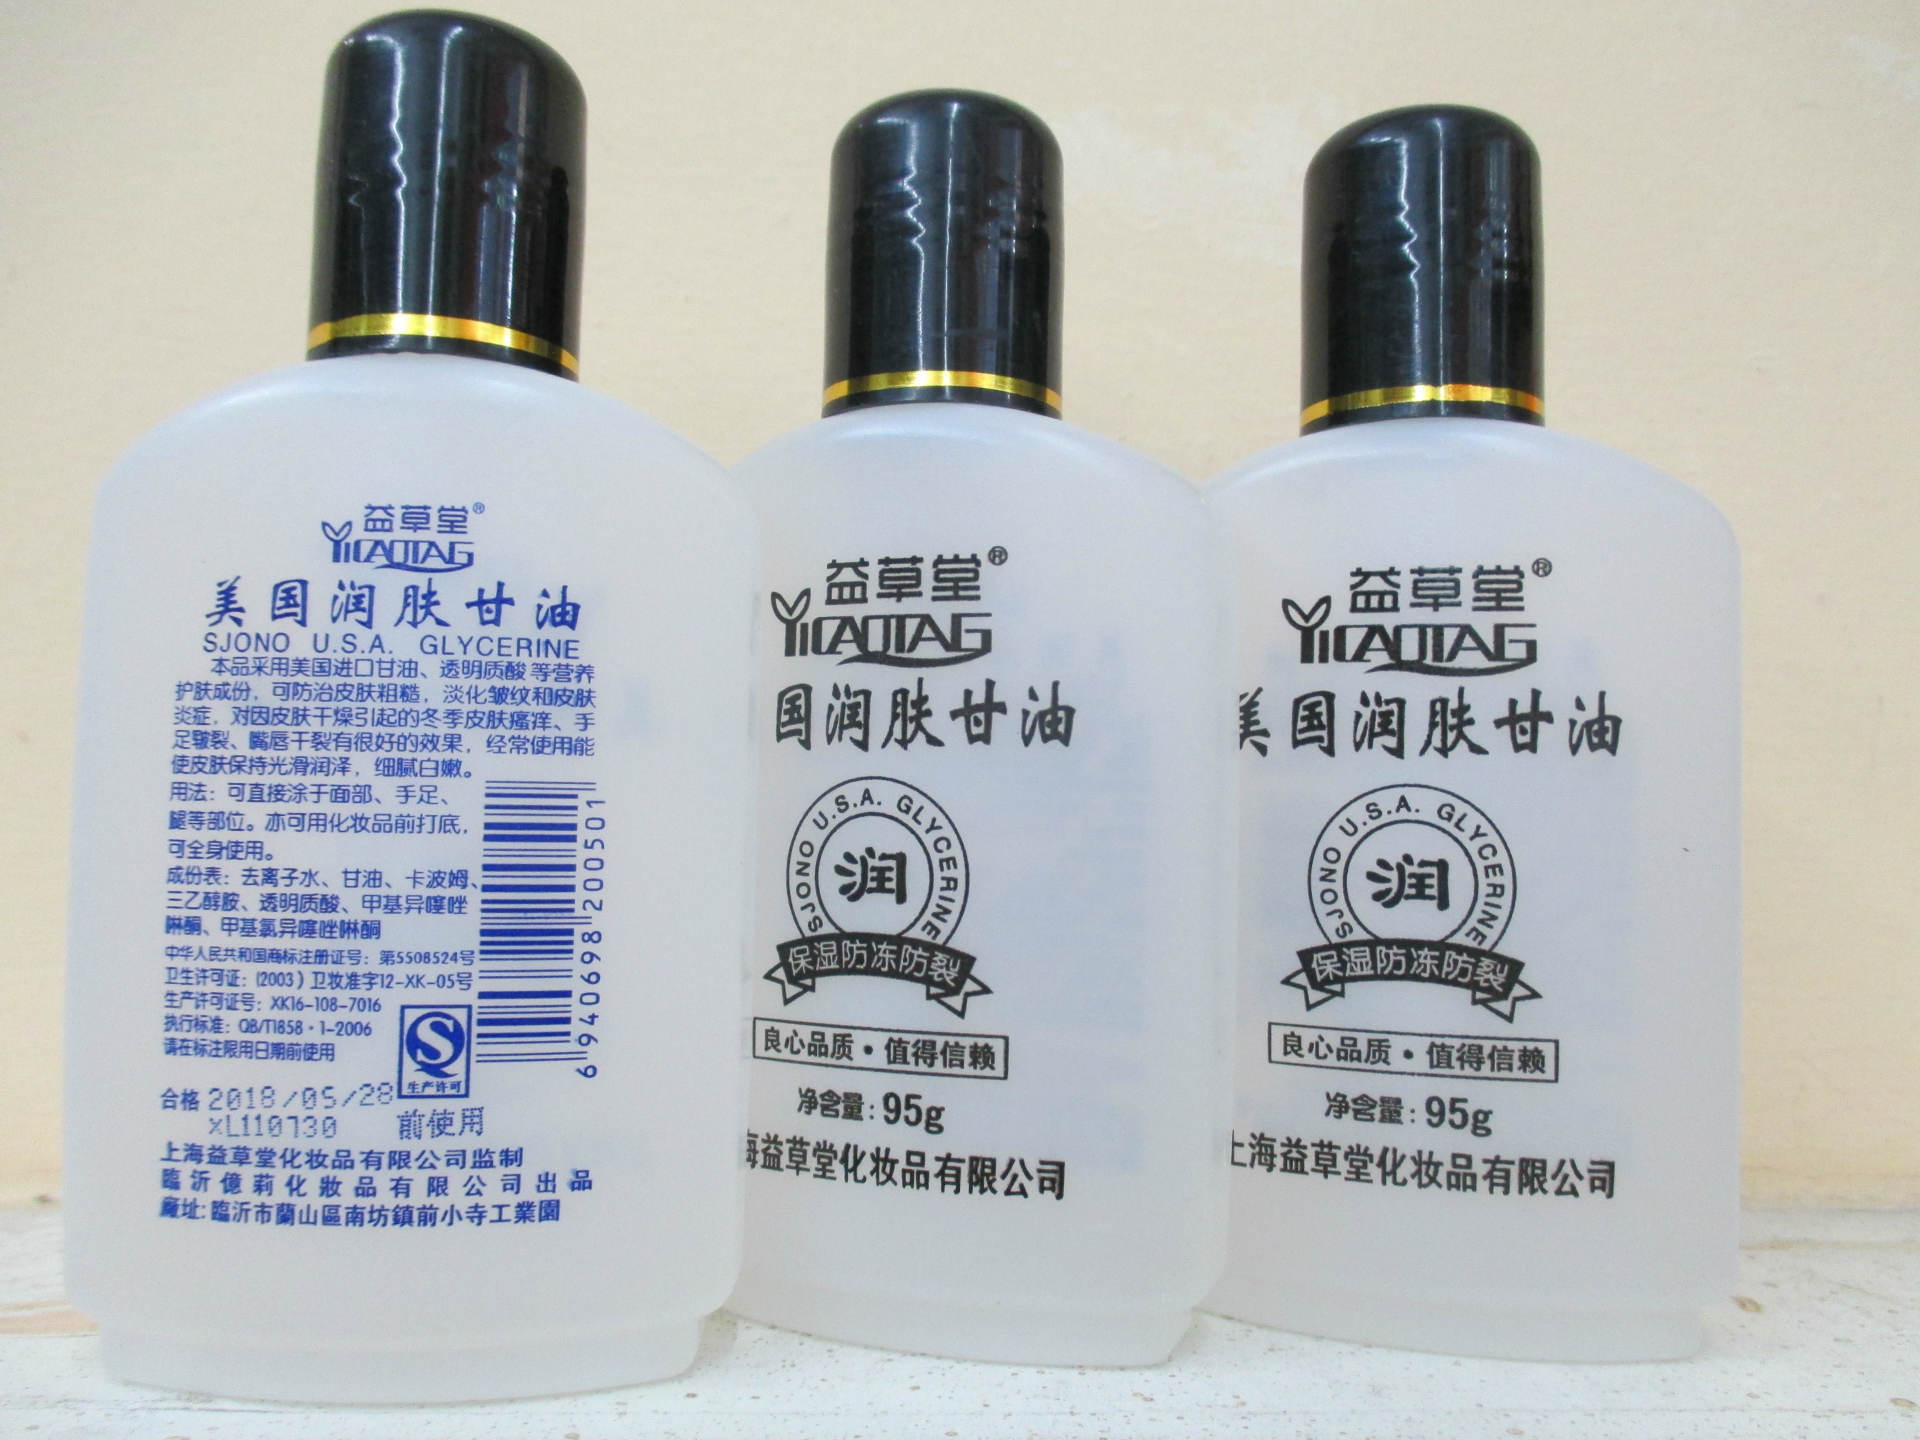 益草堂®
YICAOTAG
美国润肤甘油
SJONO U.S.A. GLYCERINE
本品采用美国进口甘油、透明质酸等营养
护肤成份，可防治皮肤粗糙，淡化皱纹和皮肤
炎症，对因皮肤干燥引起的冬季皮肤瘙痒、手
足皲裂、嘴唇干裂有很好的效果，经常使用能
使皮肤保持光滑润泽，细腻白嫩。
用法：可直接涂于面部、手足、
腿等部位。亦可用化妆品前打底，
可全身使用。
成份表：去离子水、甘油、卡波姆、
三乙醇胺、透明质酸、甲基异噻唑
啉酮、甲基氯异噻唑啉酮
中华人民共和国商标注册证号：第5508524号
卫生许可证：(2003)卫妆准字12-XK-05号
生产许可证号：XK16-108-7016
执行标准：QB/T1858·1-2006
请在标注限用日期前使用
生产许可
6940698200501
合格 2018/05/28
XL110730 前使用
上海益草堂化妆品有限公司监制
臨沂億莉化妝品有限公司出品
廠址:臨沂市蘭山區南坊鎮前小寺工業園
益草堂®
YICAOTAG
国润肤甘油
SJONO U.S.A. GLYCERINE
润
保湿防冻防裂
良心品质·值得信赖
净含量：95g
海益草堂化妆品有限公司
益草堂®
YICAOTAG
美国润肤甘油
SJONO U.S.A. GLYCERINE
润
保湿防冻防裂
良心品质·值得信赖
净含量：95g
上海益草堂化妆品有限公司